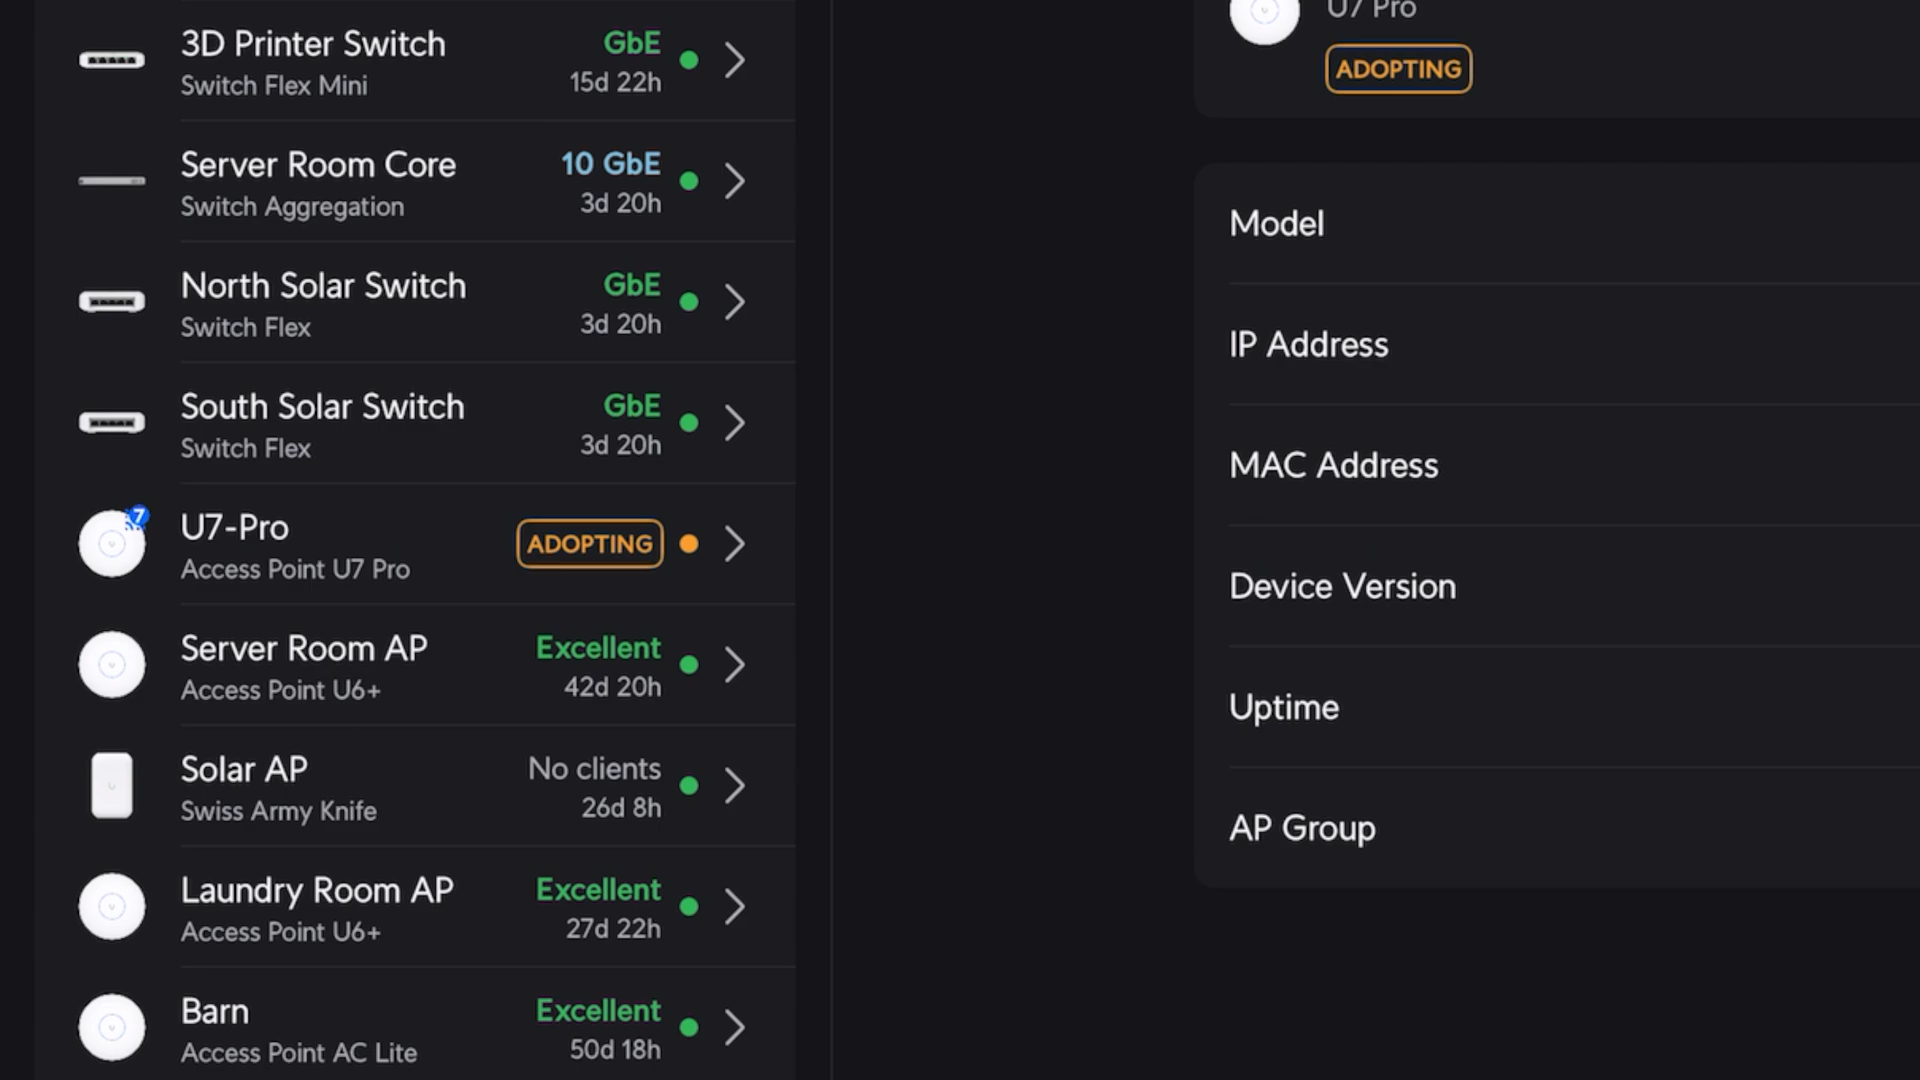 3D Printer Switch
GbE
Switch Flex Mini
15d 22h
Server Room Core
10 GbE
Switch Aggregation
3d 20h
North Solar Switch
GbE
Switch Flex
3d 20h
South Solar Switch
GbE
Switch Flex
3d 20h
7
U7-Pro
ADOPTING
Access Point U7 Pro
Server Room AP
Excellent
Access Point U6+
42d 20h
Solar AP
No clients
Swiss Army Knife
26d 8h
Laundry Room AP
Excellent
Access Point U6+
27d 22h
Barn
Excellent
Access Point AC Lite
50d 18h
U7 Pro
ADOPTING
Model
IP Address
MAC Address
Device Version
Uptime
AP Group